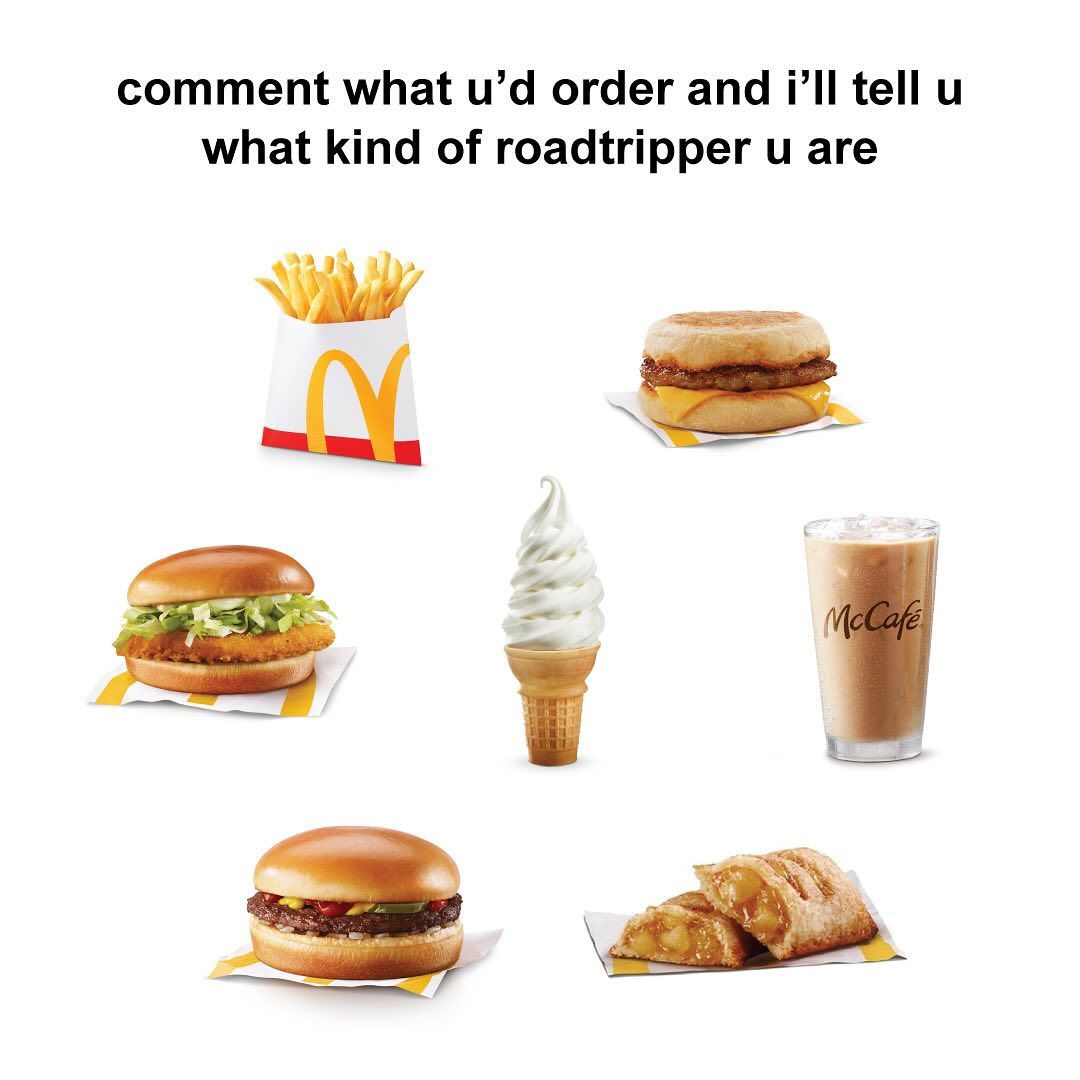 comment what u’d order and i’ll tell u
what kind of roadtripper u are
McCafé